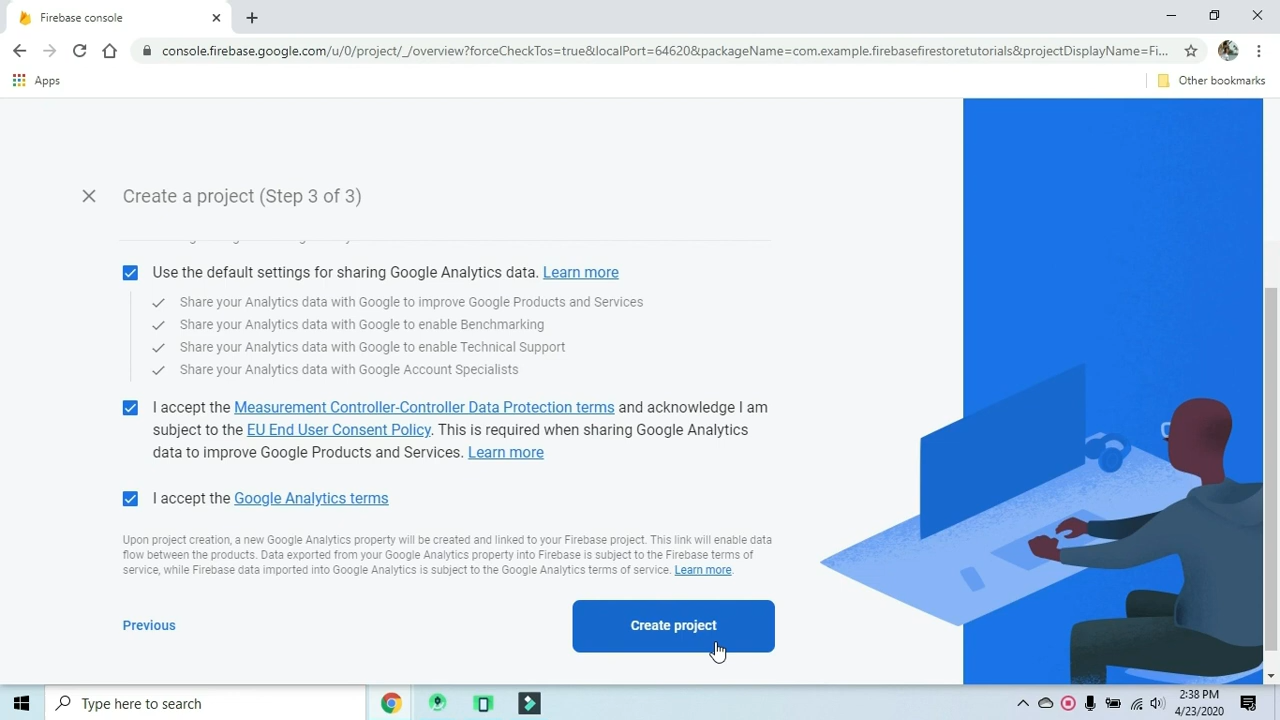 Firebase console
console.firebase.google.com/u/0/project/_/overview?forceCheckTos=true&localPort=64620&packageName=com.example.firebasefirestoretutorials&projectDisplayName=Fi...
Apps
Other bookmarks
Create a project (Step 3 of 3)
Use the default settings for sharing Google Analytics data. Learn more
Share your Analytics data with Google to improve Google Products and Services
Share your Analytics data with Google to enable Benchmarking
Share your Analytics data with Google to enable Technical Support
Share your Analytics data with Google Account Specialists
I accept the Measurement Controller-Controller Data Protection terms and acknowledge I am
subject to the EU End User Consent Policy. This is required when sharing Google Analytics
data to improve Google Products and Services. Learn more
I accept the Google Analytics terms
Upon project creation, a new Google Analytics property will be created and linked to your Firebase project. This link will enable data
flow between the products. Data exported from your Google Analytics property into Firebase is subject to the Firebase terms of
service, while Firebase data imported into Google Analytics is subject to the Google Analytics terms of service. Learn more.
Previous
Create project
Type here to search
2:38 PM
4/23/2020